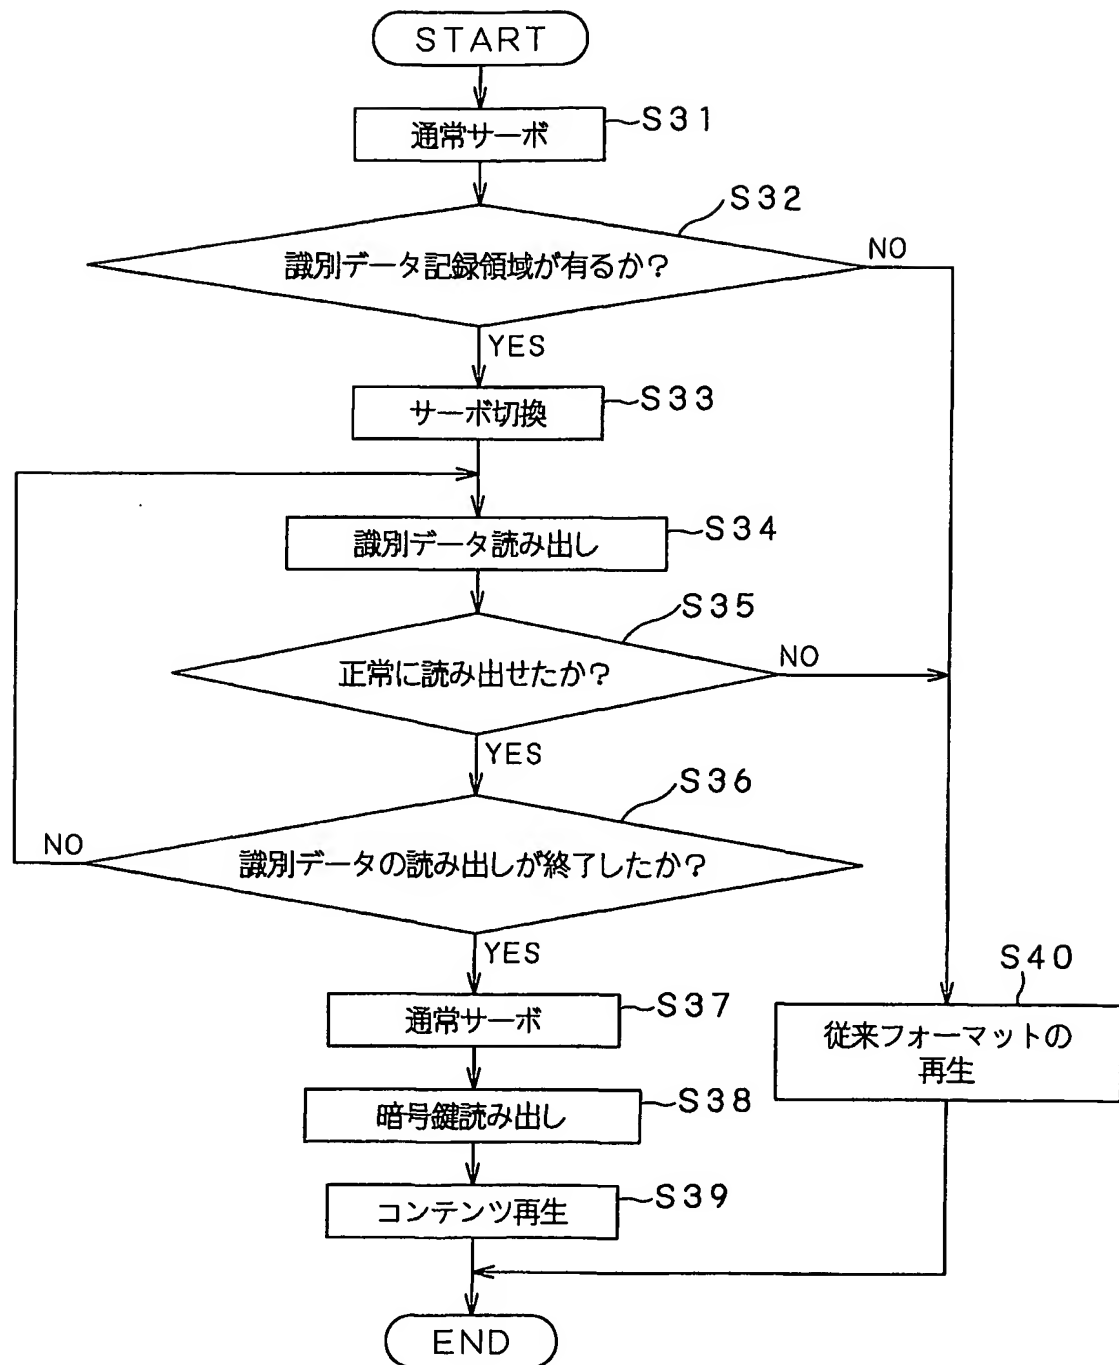 START
通常サーボ
S31
S32
識別データ記録領域が有るか?
NO
YES
サーボ切換
S33
識別データ読み出し
S34
S35
正常に読み出せたか?
NO
YES
S36
NO
識別データの読み出しが終了したか?
YES
通常サーボ
S37
S40
従来フォーマットの
再生
暗号鍵読み出し
S38
コンテンツ再生
S39
END